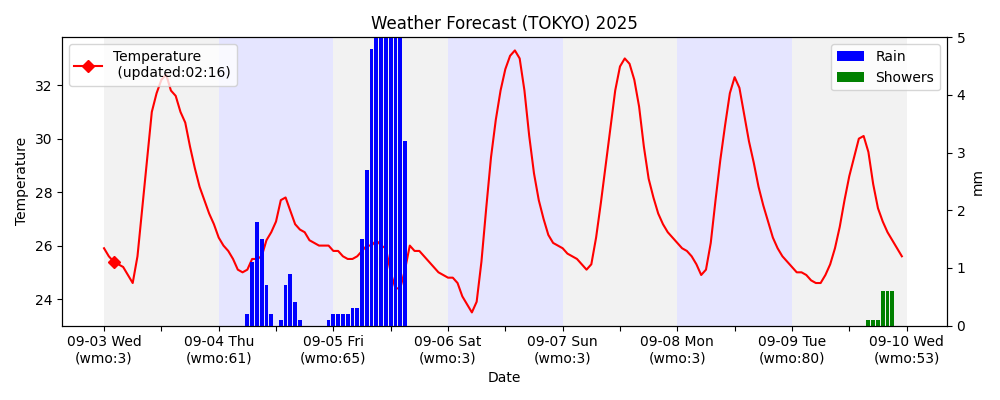 Weather Forecast (TOKYO) 2025
Temperature
(updated:02:16)
Rain
Showers
Temperature
32
30
28
26
24
5
4
3
2
1
0
mm
09-03 Wed
(wmo:3)
09-04 Thu
(wmo:61)
09-05 Fri
(wmo:65)
09-06 Sat
(wmo:3)
09-07 Sun
(wmo:3)
09-08 Mon
(wmo:3)
09-09 Tue
(wmo:80)
09-10 Wed
(wmo:53)
Date